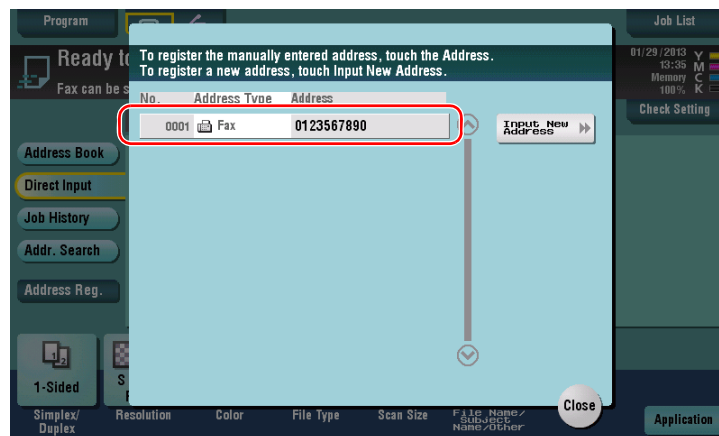 Program
Job List
Ready to
Fax can be s
To register the manually entered address, touch the Address.
To register a new address, touch Input New Address.
01/29/2013
13:35
Memory
100%
Y
M
C
K
Check Setting
No.
Address Type
Address
0001
Fax
0123567890
Input New
Address
Address Book
Direct Input
Job History
Addr. Search
Address Reg.
1-Sided
S
Simplex/
Duplex
Resolution
Color
File Type
Scan Size
File Name/
Subject
Name/Other
Close
Application